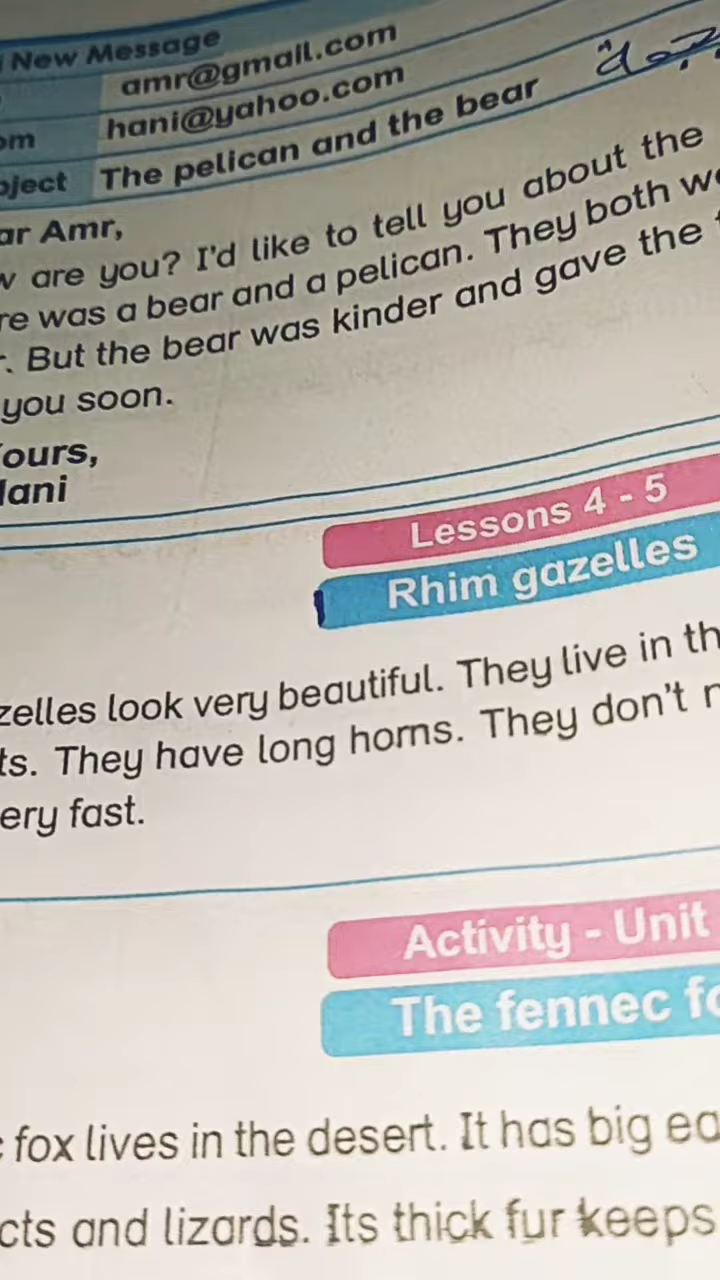 New Message
amr@gmail.com
om hani@yahoo.com
bject The pelican and the bear
ar Amr,
w are you? I'd like to tell you about the
re was a bear and a pelican. They both we
r. But the bear was kinder and gave the
you soon.
ours,
Hani
Lessons 4 - 5
Rhim gazelles
zelles look very beautiful. They live in th
ts. They have long horns. They don't n
ery fast.
Activity - Unit
The fennec fo
fox lives in the desert. It has big ea
cts and lizards. Its thick fur keeps